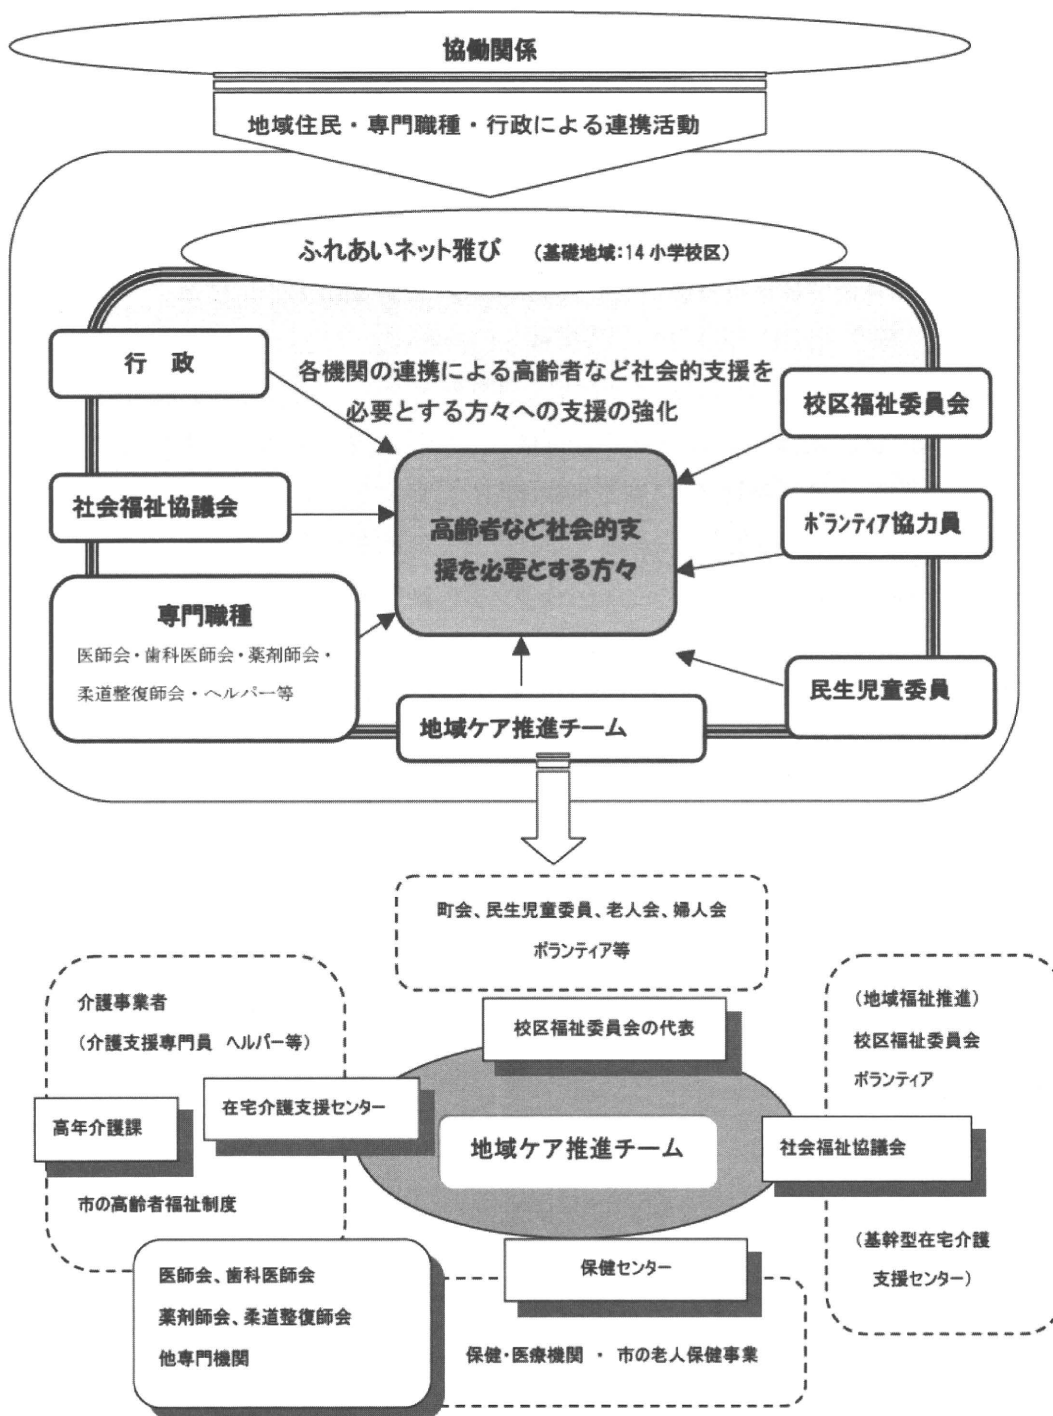 協働関係
地域住民・専門職種・行政による連携活動
ふれあいネット雅び （基礎地域:14 小学校区）
行 政
各機関の連携による高齢者など社会的支援を
必要とする方々への支援の強化
校区福祉委員会
社会福祉協議会
高齢者など社会的支
援を必要とする方々
ボランティア協力員
専門職種
医師会・歯科医師会・薬剤師会・
柔道整復師会・ヘルパー等
民生児童委員
地域ケア推進チーム
町会、民生児童委員、老人会、婦人会
ボランティア等
介護事業者
（介護支援専門員 ヘルパー等）
高年介護課
在宅介護支援センター
市の高齢者福祉制度
校区福祉委員会の代表
地域ケア推進チーム
（地域福祉推進）
校区福祉委員会
ボランティア
社会福祉協議会
（基幹型在宅介護
支援センター）
医師会、歯科医師会
薬剤師会、柔道整復師会
他専門機関
保健センター
保健・医療機関 ・ 市の老人保健事業